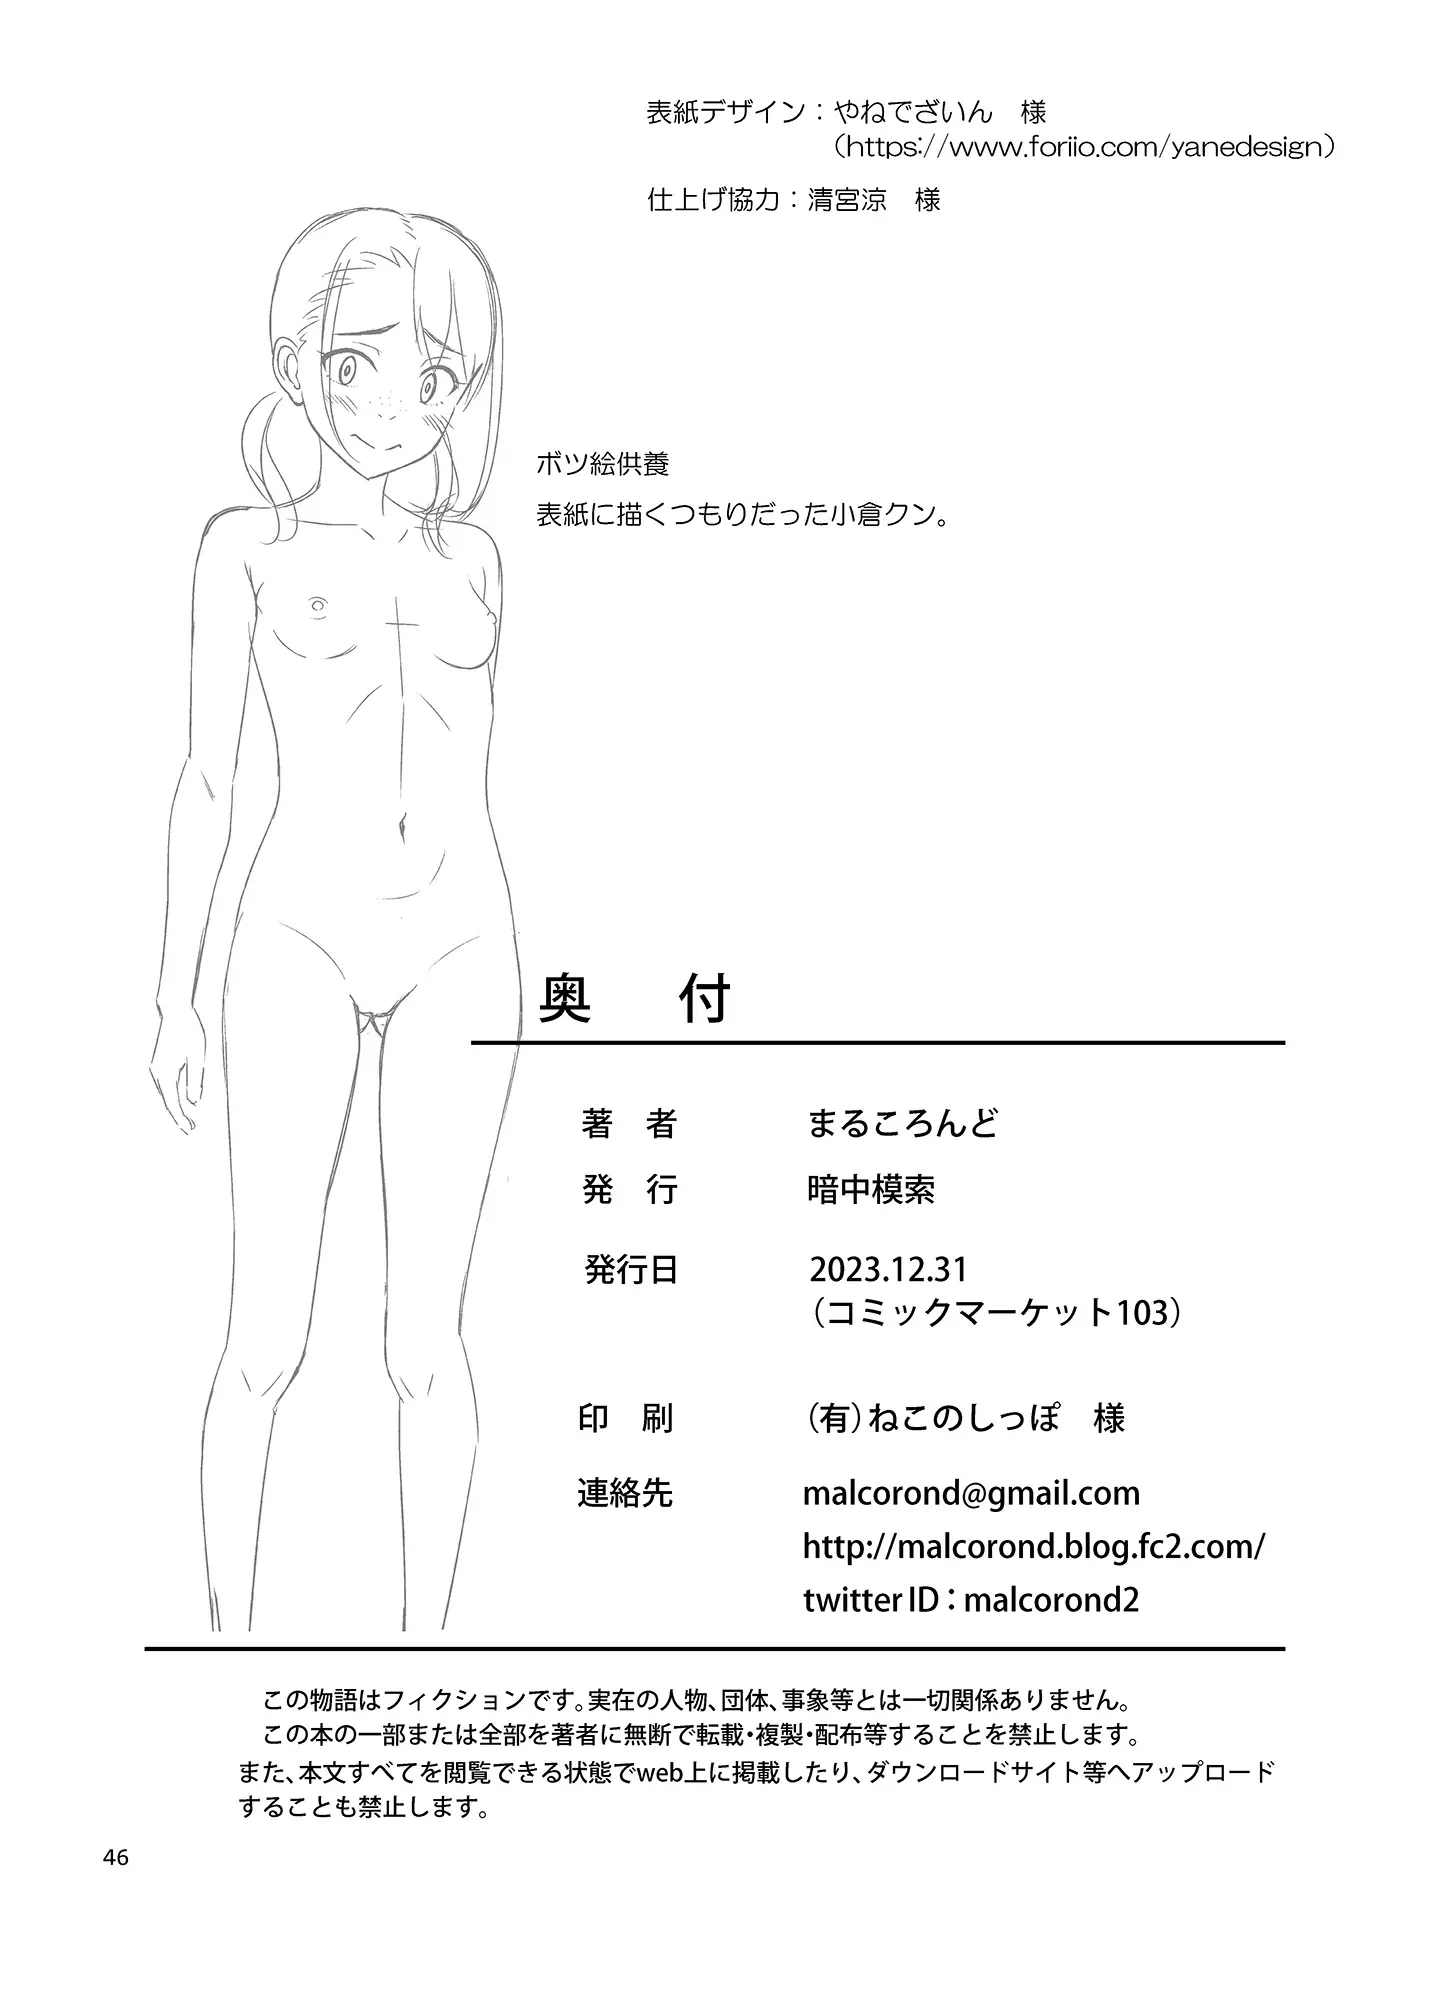 表紙デザイン：やねでざいん　様
（https://www.foriio.com/yanedesign）
仕上げ協力：清宮涼　様
ボツ絵供養
表紙に描くつもりだった小倉クン。
奥　付
著　者　まるころんど
発　行　暗中模索
発行日　2023.12.31
（コミックマーケット103）
印　刷　（有）ねこのしっぽ　様
連絡先　malcorond@gmail.com
http://malcorond.blog.fc2.com/
twitter ID：malcorond2
この物語はフィクションです。実在の人物、団体、事象等とは一切関係ありません。
この本の一部または全部を著者に無断で転載・複製・配布等することを禁止します。
また、本文すべてを閲覧できる状態でweb上に掲載したり、ダウンロードサイト等へアップロード
することも禁止します。
46